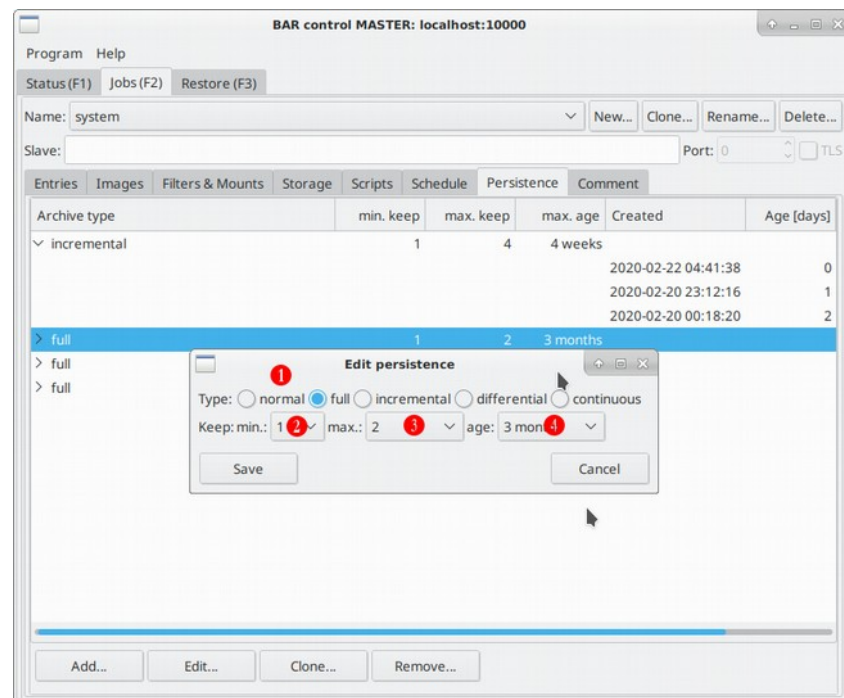 BAR control MASTER: localhost:10000
Program Help
Status (F1) Jobs (F2) Restore (F3)
Name: system New... Clone... Rename... Delete...
Slave: Port: 0 TLS
Entries Images Filters & Mounts Storage Scripts Schedule Persistence Comment
Archive type min. keep max. keep max. age Created Age [days]
incremental 1 4 4 weeks
2020-02-22 04:41:38 0
2020-02-20 23:12:16 1
2020-02-20 00:18:20 2
full 1 2 3 months
full
full
Edit persistence
1
Type: normal full incremental differential continuous
Keep: min.: 1 2 max.: 2 3 age: 3 mon 4
Save Cancel
Add... Edit... Clone... Remove...